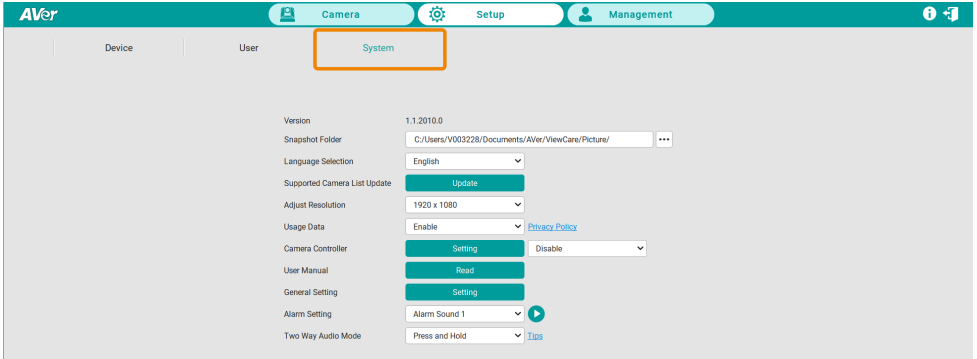 AVer Camera Setup Management
Device User System
Version 1.1.2010.0
Snapshot Folder C:/Users/V003228/Documents/AVer/ViewCare/Picture/ •••
Language Selection English
Supported Camera List Update Update
Adjust Resolution 1920 x 1080
Usage Data Enable Privacy Policy
Camera Controller Setting Disable
User Manual Read
General Setting Setting
Alarm Setting Alarm Sound 1
Two Way Audio Mode Press and Hold Tips